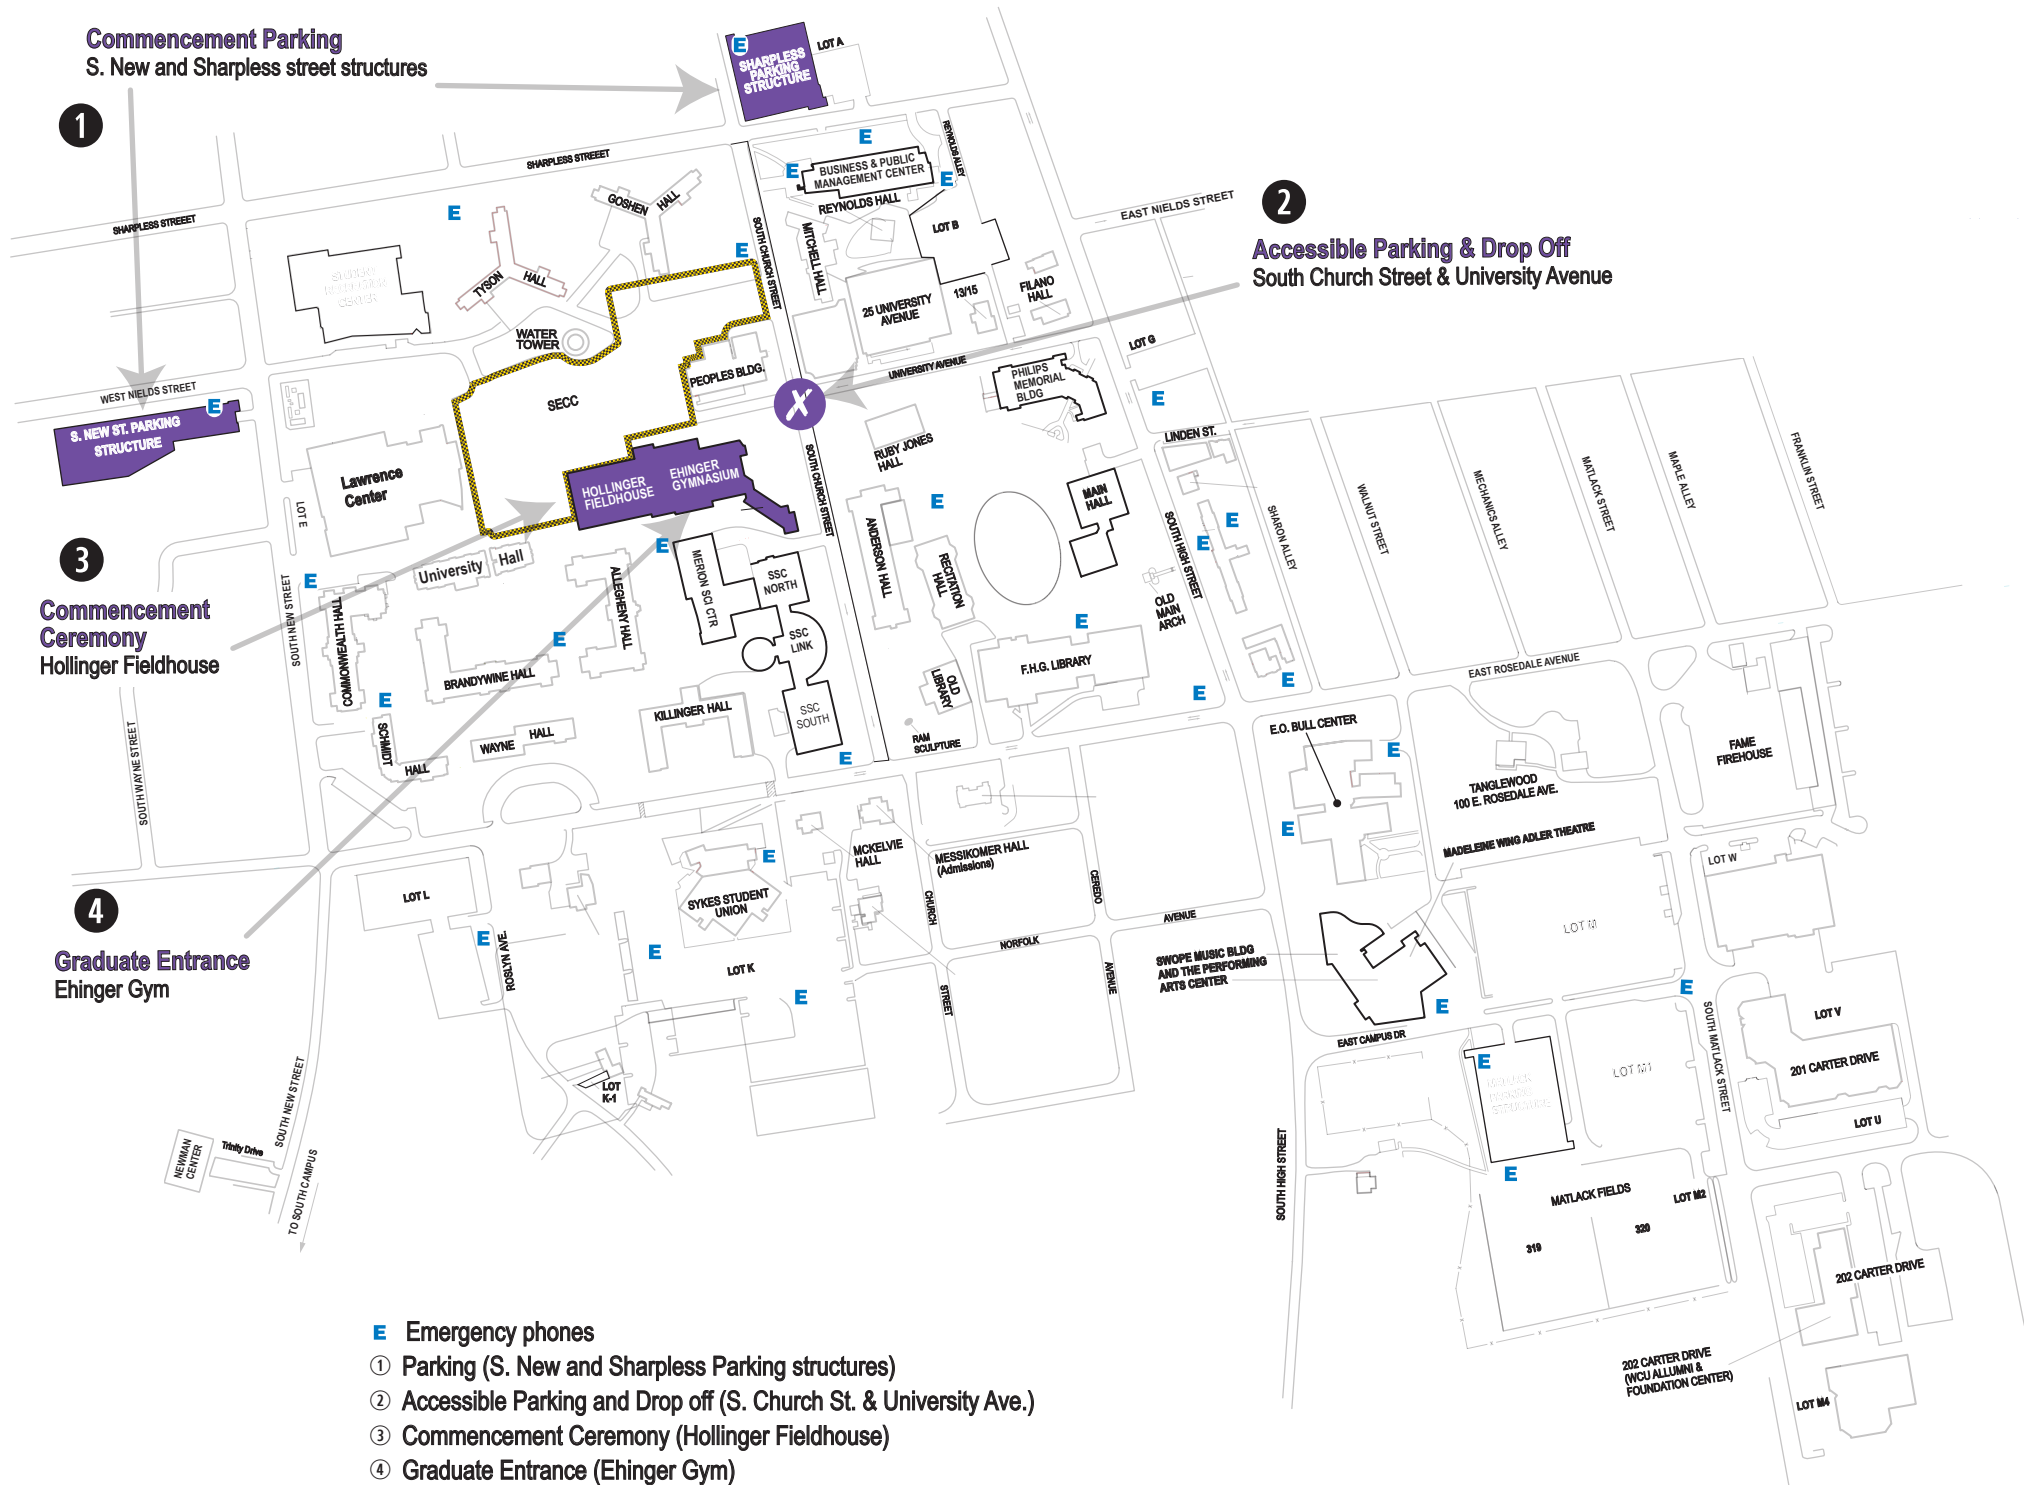 Commencement Parking
S. New and Sharpless street structures
1
E
SHARPLESS
PARKING
STRUCTURE
LOT A
SHARPLESS STREEET
SHARPLESS STREEET
E
E
E
E
BUSINESS & PUBLIC
MANAGEMENT CENTER
REYNOLDS ALLEY
REYNOLDS HALL
LOT B
MITCHELL HALL
EAST NIELDS STREET
2
Accessible Parking & Drop Off
South Church Street & University Avenue
GOSHEN HALL
TYSON HALL
WATER
TOWER
E
SOUTH CHURCH STREET
25 UNIVERSITY
AVENUE
13/15
FILANO
HALL
LOT G
UNIVERSITY AVENUE
PHILIPS
MEMORIAL
BLDG
E
PEOPLES BLDG.
SECC
X
WEST NIELDS STREET
E
S. NEW ST. PARKING
STRUCTURE
Lawrence
Center
LOT E
HOLLINGER
FIELDHOUSE
EHINGER
GYMNASIUM
SOUTH CHURCH STREET
RUBY JONES
HALL
LINDEN ST.
MAIN
HALL
E
ANDERSON HALL
RECITATION
HALL
SOUTH HIGH STREET
E
E
SHARON ALLEY
WALNUT STREET
MECHANICS ALLEY
MATLACK STREET
MAPLE ALLEY
FRANKLIN STREET
3
Commencement
Ceremony
Hollinger Fieldhouse
E
SOUTH NEW STREET
COMMONWEALTH HALL
University Hall
ALLEGHENY HALL
E
MERION SCI CTR
SSC
NORTH
SSC
LINK
SSC
SOUTH
E
BRANDYWINE HALL
E
SCHMIDT
HALL
WAYNE HALL
KILLINGER HALL
OLD
MAIN
ARCH
E
F.H.G. LIBRARY
OLD
LIBRARY
RAM
SCULPTURE
E
E
E
EAST ROSEDALE AVENUE
E.O. BULL CENTER
E
E
TANGLEWOOD
100 E. ROSEDALE AVE.
FAME
FIREHOUSE
MADELEINE WING ADLER THEATRE
SOUTH WAYNE STREET
4
Graduate Entrance
Ehinger Gym
LOT L
E
ROSLYN AVE.
E
SYKES STUDENT
UNION
E
LOT K
E
MCKELVIE
HALL
MESSIKOMER HALL
(Admissions)
CHURCH
STREET
CEREDO
AVENUE
NORFOLK
AVENUE
SWOPE MUSIC BLDG
AND THE PERFORMING
ARTS CENTER
E
EAST CAMPUS DR
LOT W
LOT M
E
SOUTH MATLACK STREET
LOT V
201 CARTER DRIVE
LOT U
LOT M1
E
LOT
K-1
NEWMAN
CENTER
Trinity Drive
SOUTH NEW STREET
TO SOUTH CAMPUS
SOUTH HIGH STREET
E
MATLACK FIELDS
LOT M2
319
320
202 CARTER DRIVE
202 CARTER DRIVE
(WCU ALLUMNI &
FOUNDATION CENTER)
LOT M4
E Emergency phones
① Parking (S. New and Sharpless Parking structures)
② Accessible Parking and Drop off (S. Church St. & University Ave.)
③ Commencement Ceremony (Hollinger Fieldhouse)
④ Graduate Entrance (Ehinger Gym)